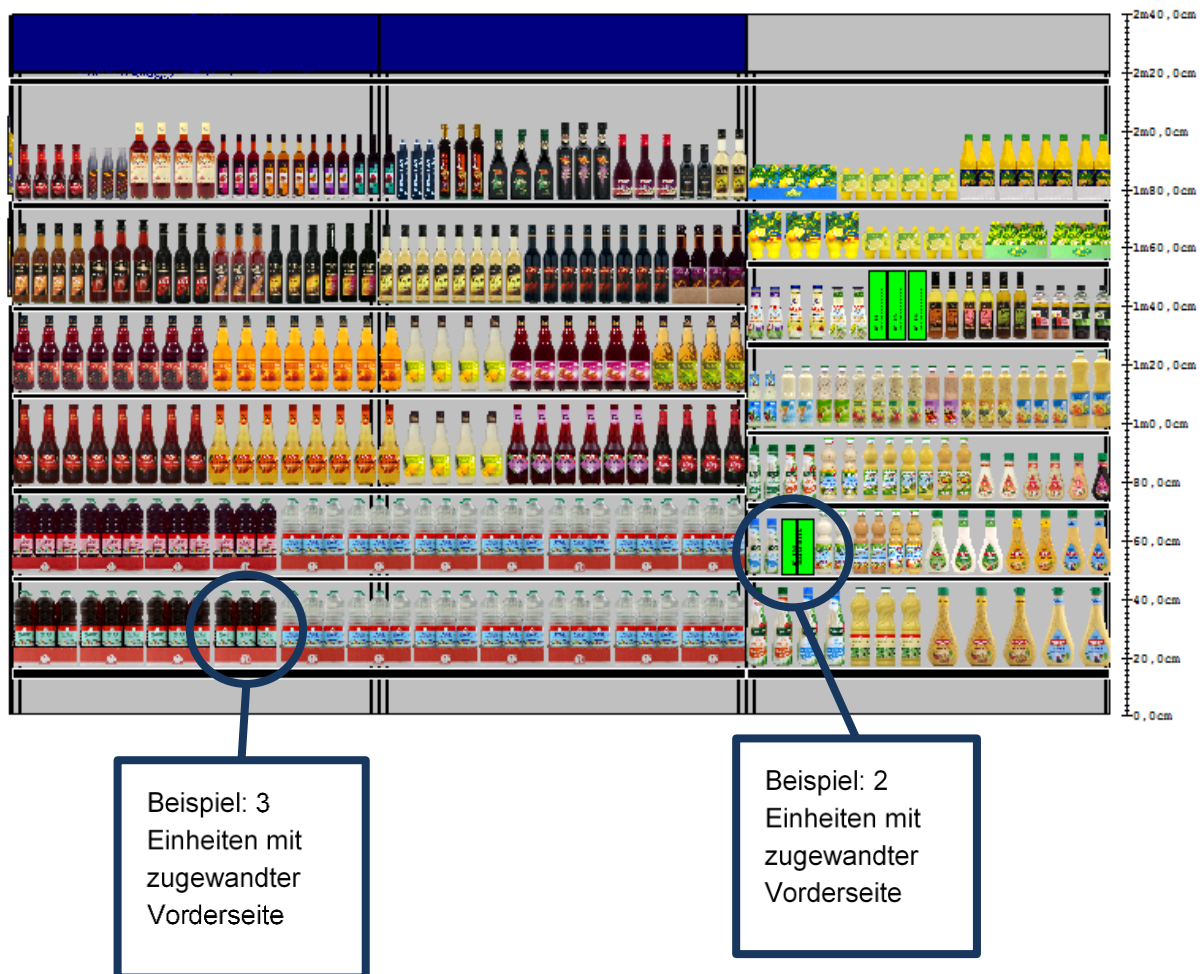 2m40,0cm
2m20,0cm
2m0,0cm
1m80,0cm
1m60,0cm
1m40,0cm
1m20,0cm
1m0,0cm
80,0cm
60,0cm
40,0cm
20,0cm
0,0cm
Beispiel: 3
Einheiten mit
zugewandter
Vorderseite
Beispiel: 2
Einheiten mit
zugewandter
Vorderseite